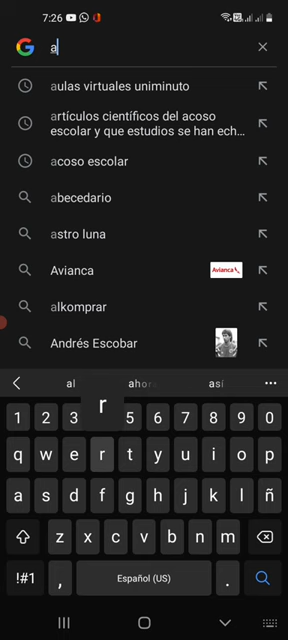 7:26
26%
a
aulas virtuales uniminuto
artículos científicos del acoso
escolar y que estudios se han ech…
acoso escolar
abecedario
astro luna
Avianca
Avianca
alkomprar
Andrés Escobar
al ahora así
r
1 2 3 5 6 7 8 9 0
q w e r t y u i o p
a s d f g h j k l ñ
z x c v b n m
!#1 , Español (US) .